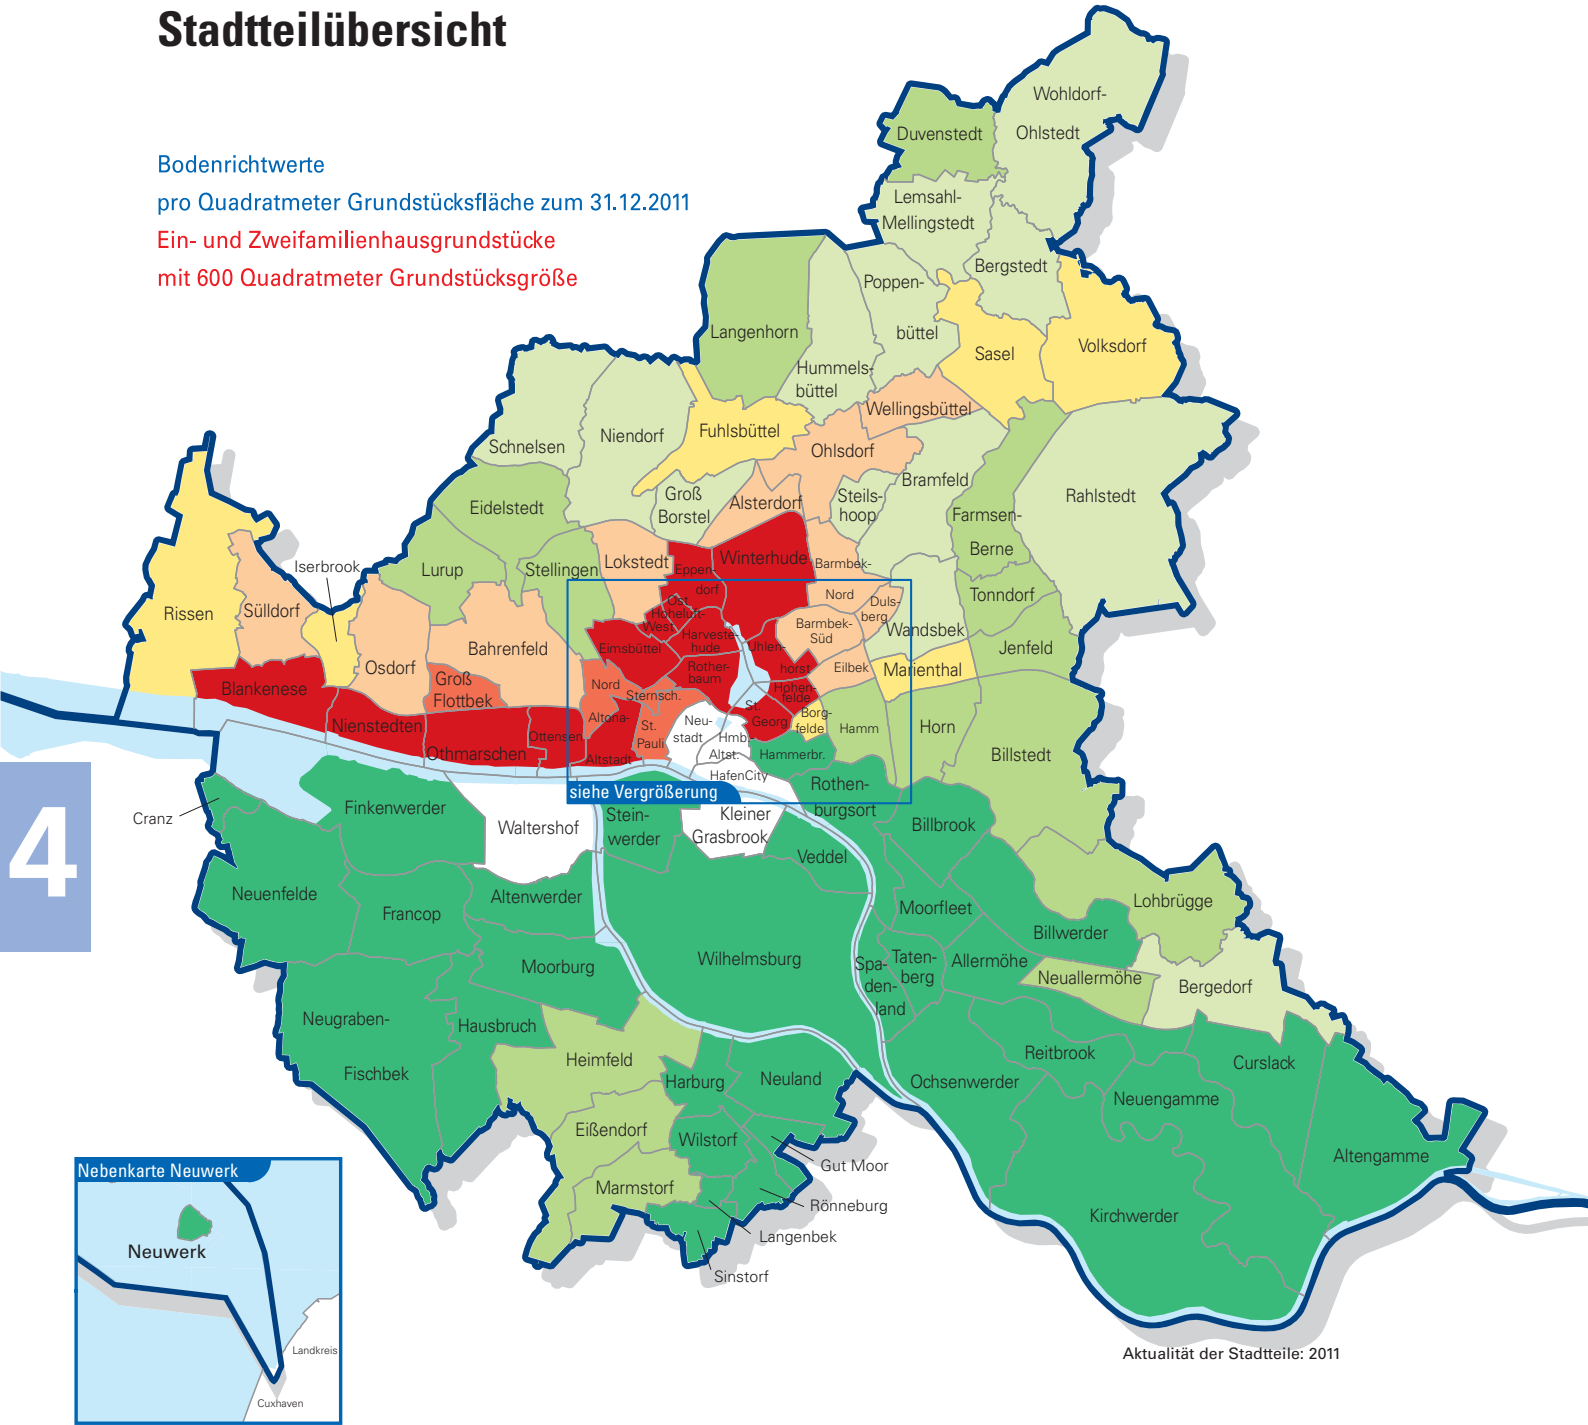 Stadtteilübersicht
Bodenrichtwerte
pro Quadratmeter Grundstücksfläche zum 31.12.2011
Ein- und Zweifamilienhausgrundstücke
mit 600 Quadratmeter Grundstücksgröße
Wohldorf-
Ohlstedt
Duvenstedt
Lemsahl-
Mellingstedt
Bergstedt
Poppen-
büttel
Langenhorn
Hummels-
büttel
Sasel
Volksdorf
Wellingsbüttel
Schnelsen
Niendorf
Fuhlsbüttel
Ohlsdorf
Groß
Borstel
Alsterdorf
Steils-
hoop
Bramfeld
Rahlstedt
Farmsen-
Berne
Eidelstedt
Lurup
Stellingen
Lokstedt
Eppen-
dorf
Winterhude
Barmbek-
Nord
Duls-
berg
Tonndorf
Iserbrook
Rissen
Sülldorf
Osdorf
Bahrenfeld
Ost
Hoheluft-
West
Eimsbüttel
Harveste-
hude
Rother-
baum
Uhlen-
horst
Barmbek-
Süd
Wandsbek
Eilbek
Marienthal
Jenfeld
Blankenese
Groß
Flottbek
Nienstedten
Othmarschen
Ottensen
Nord
Altona-
Altstadt
Sternsch.
St.
Pauli
Neu-
stadt
Hmb.-
Altst.
HafenCity
St.
Georg
Hohen-
felde
Borg-
felde
Hamm
Horn
Hammerbr.
Billstedt
siehe Vergrößerung
Rothen-
burgsort
4
Cranz
Finkenwerder
Waltershof
Stein-
werder
Kleiner
Grasbrook
Veddel
Billbrook
Neuenfelde
Francop
Altenwerder
Moorfleet
Lohbrügge
Billwerder
Moorburg
Wilhelmsburg
Spa-
den-
land
Taten-
berg
Allermöhe
Neuallermöhe
Bergedorf
Neugraben-
Fischbek
Hausbruch
Heimfeld
Harburg
Neuland
Ochsenwerder
Reitbrook
Curslack
Neuengamme
Eißendorf
Wilstorf
Gut Moor
Altengamme
Marmstorf
Rönneburg
Langenbek
Sinstorf
Kirchwerder
Nebenkarte Neuwerk
Neuwerk
Landkreis
Cuxhaven
Aktualität der Stadtteile: 2011